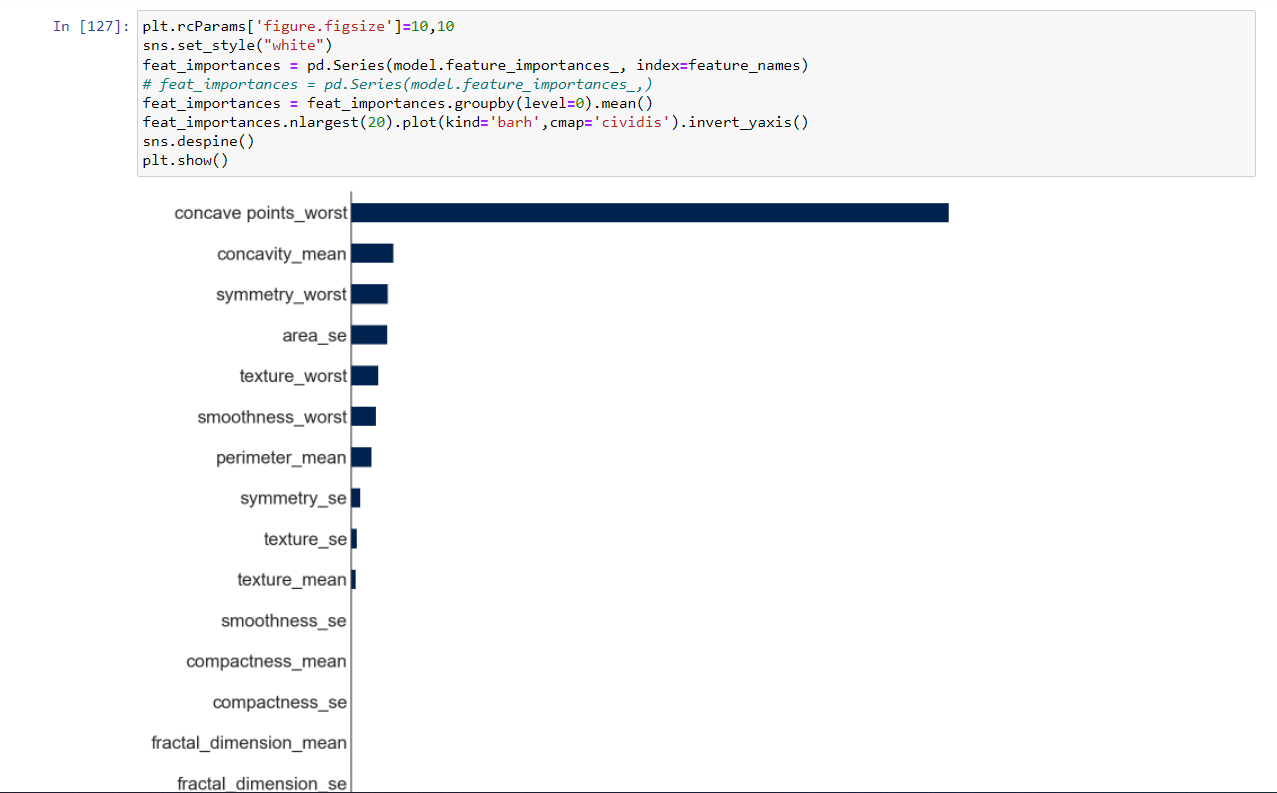 In [127]:
plt.rcParams['figure.figsize']=10,10
sns.set_style("white")
feat_importances = pd.Series(model.feature_importances_, index=feature_names)
# feat_importances = pd.Series(model.feature_importances_,)
feat_importances = feat_importances.groupby(level=0).mean()
feat_importances.nlargest(20).plot(kind='barh',cmap='cividis').invert_yaxis()
sns.despine()
plt.show()
concave points_worst
concavity_mean
symmetry_worst
area_se
texture_worst
smoothness_worst
perimeter_mean
symmetry_se
texture_se
texture_mean
smoothness_se
compactness_mean
compactness_se
fractal_dimension_mean
fractal_dimension_se